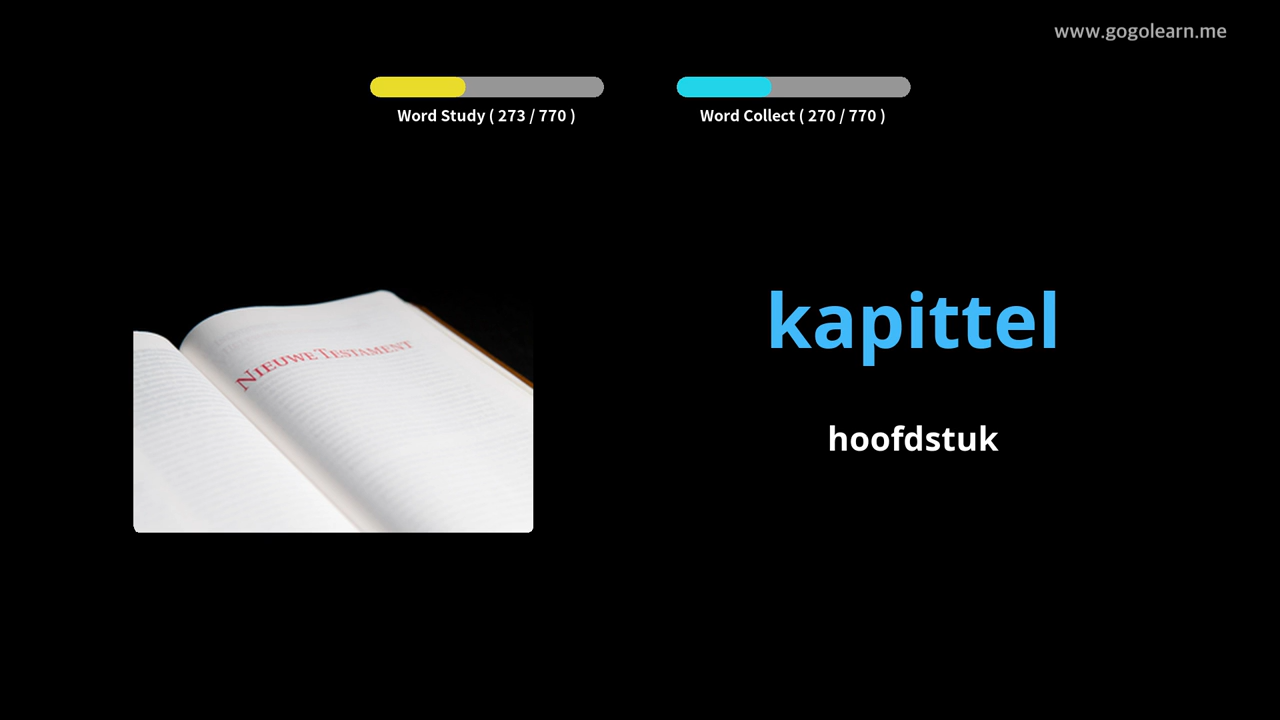 www.gogolearn.me
Word Study ( 273 / 770 )
Word Collect ( 270 / 770 )
NIEUWE TESTAMENT
kapittel
hoofdstuk